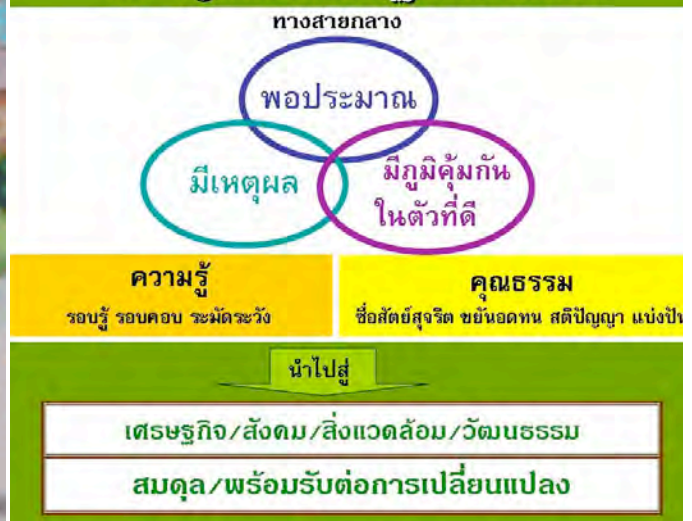 ทางสายกลาง
พอประมาณ
มีเหตุผล
มีภูมิคุ้มกัน
ในตัวที่ดี
ความรู้
รอบรู้ รอบคอบ ระมัดระวัง
คุณธรรม
ซื่อสัตย์สุจริต ขยันอดทน สติปัญญา แบ่งปัน
นำไปสู่
เศรษฐกิจ/สังคม/สิ่งแวดล้อม/วัฒนธรรม
สมดุล/พร้อมรับต่อการเปลี่ยนแปลง